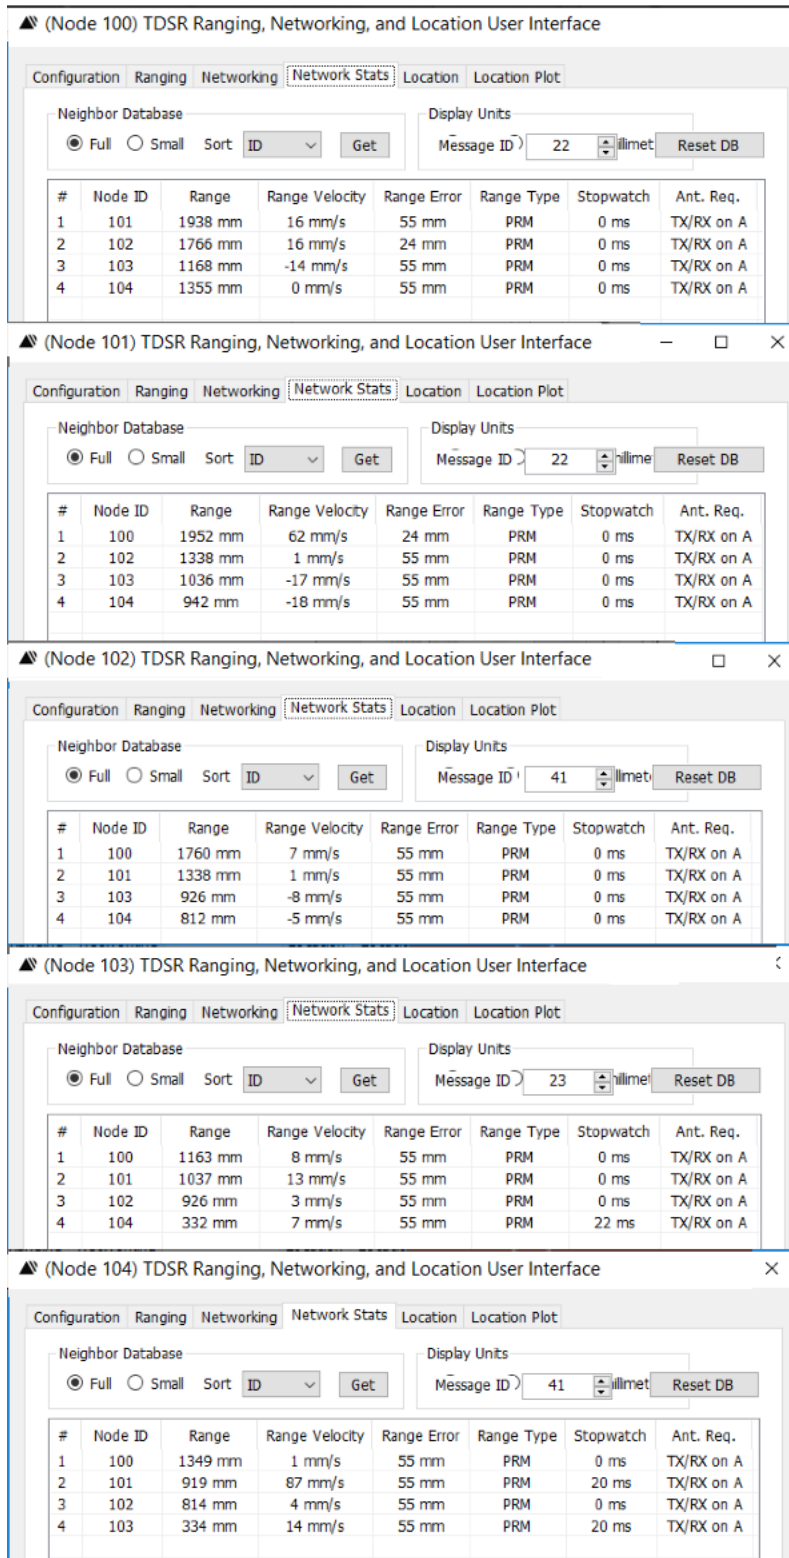 (Node 100) TDSR Ranging, Networking, and Location User Interface
Configuration Ranging Networking Network Stats Location Location Plot
Neighbor Database Display Units
Full Small Sort ID Get Message ID 22 illimet Reset DB
# Node ID Range Range Velocity Range Error Range Type Stopwatch Ant. Req.
1 101 1938 mm 16 mm/s 55 mm PRM 0 ms TX/RX on A
2 102 1766 mm 16 mm/s 24 mm PRM 0 ms TX/RX on A
3 103 1168 mm -14 mm/s 55 mm PRM 0 ms TX/RX on A
4 104 1355 mm 0 mm/s 55 mm PRM 0 ms TX/RX on A
(Node 101) TDSR Ranging, Networking, and Location User Interface
Configuration Ranging Networking Network Stats Location Location Plot
Neighbor Database Display Units
Full Small Sort ID Get Message ID 22 illime Reset DB
# Node ID Range Range Velocity Range Error Range Type Stopwatch Ant. Req.
1 100 1952 mm 62 mm/s 24 mm PRM 0 ms TX/RX on A
2 102 1338 mm 1 mm/s 55 mm PRM 0 ms TX/RX on A
3 103 1036 mm -17 mm/s 55 mm PRM 0 ms TX/RX on A
4 104 942 mm -18 mm/s 55 mm PRM 0 ms TX/RX on A
(Node 102) TDSR Ranging, Networking, and Location User Interface
Configuration Ranging Networking Network Stats Location Location Plot
Neighbor Database Display Units
Full Small Sort ID Get Message ID 41 llmet Reset DB
# Node ID Range Range Velocity Range Error Range Type Stopwatch Ant. Req.
1 100 1760 mm 7 mm/s 55 mm PRM 0 ms TX/RX on A
2 101 1338 mm 1 mm/s 55 mm PRM 0 ms TX/RX on A
3 103 926 mm -8 mm/s 55 mm PRM 0 ms TX/RX on A
4 104 812 mm -5 mm/s 55 mm PRM 0 ms TX/RX on A
(Node 103) TDSR Ranging, Networking, and Location User Interface
Configuration Ranging Networking Network Stats Location Location Plot
Neighbor Database Display Units
Full Small Sort ID Get Message ID 23 illimet Reset DB
# Node ID Range Range Velocity Range Error Range Type Stopwatch Ant. Req.
1 100 1163 mm 8 mm/s 55 mm PRM 0 ms TX/RX on A
2 101 1037 mm 13 mm/s 55 mm PRM 0 ms TX/RX on A
3 102 926 mm 3 mm/s 55 mm PRM 0 ms TX/RX on A
4 104 332 mm 7 mm/s 55 mm PRM 22 ms TX/RX on A
(Node 104) TDSR Ranging, Networking, and Location User Interface
Configuration Ranging Networking Network Stats Location Location Plot
Neighbor Database Display Units
Full Small Sort ID Get Message ID 41 illimet Reset DB
# Node ID Range Range Velocity Range Error Range Type Stopwatch Ant. Req.
1 100 1349 mm 1 mm/s 55 mm PRM 0 ms TX/RX on A
2 101 919 mm 87 mm/s 55 mm PRM 20 ms TX/RX on A
3 102 814 mm 4 mm/s 55 mm PRM 0 ms TX/RX on A
4 103 334 mm 14 mm/s 55 mm PRM 20 ms TX/RX on A